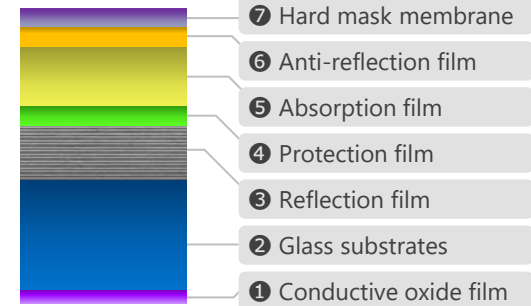 ❼ Hard mask membrane
❻ Anti-reflection film
❺ Absorption film
❹ Protection film
❸ Reflection film
❷ Glass substrates
❶ Conductive oxide film